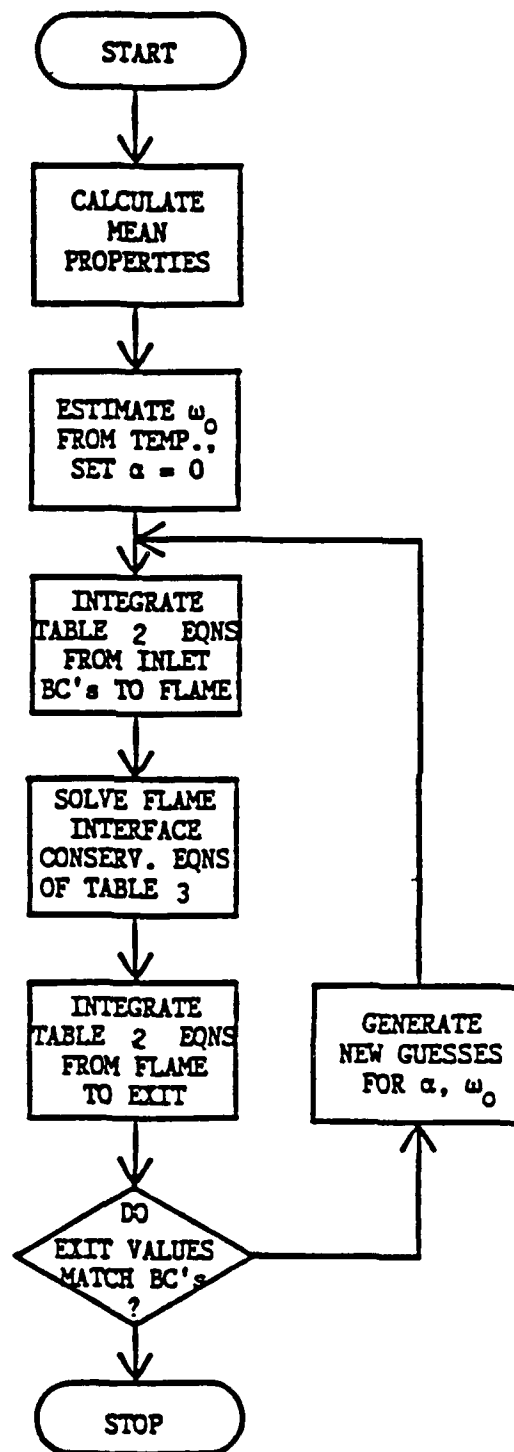 START
CALCULATE
MEAN
PROPERTIES
ESTIMATE ω₀
FROM TEMP.,
SET α = 0
INTEGRATE
TABLE 2 EQNS
FROM INLET
BC's TO FLAME
SOLVE FLAME
INTERFACE
CONSERV. EQNS
OF TABLE 3
INTEGRATE
TABLE 2 EQNS
FROM FLAME
TO EXIT
GENERATE
NEW GUESSES
FOR α, ω₀
DO
EXIT VALUES
MATCH BC's
?
STOP